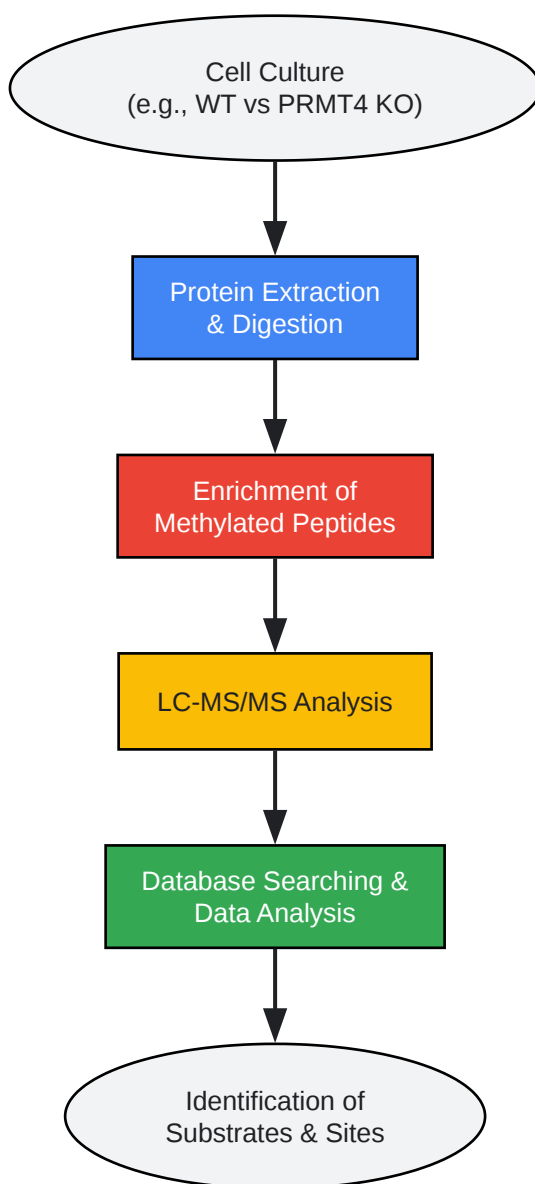 Cell Culture
(e.g., WT vs PRMT4 KO)
Protein Extraction
& Digestion
Enrichment of
Methylated Peptides
LC-MS/MS Analysis
Database Searching &
Data Analysis
Identification of
Substrates & Sites